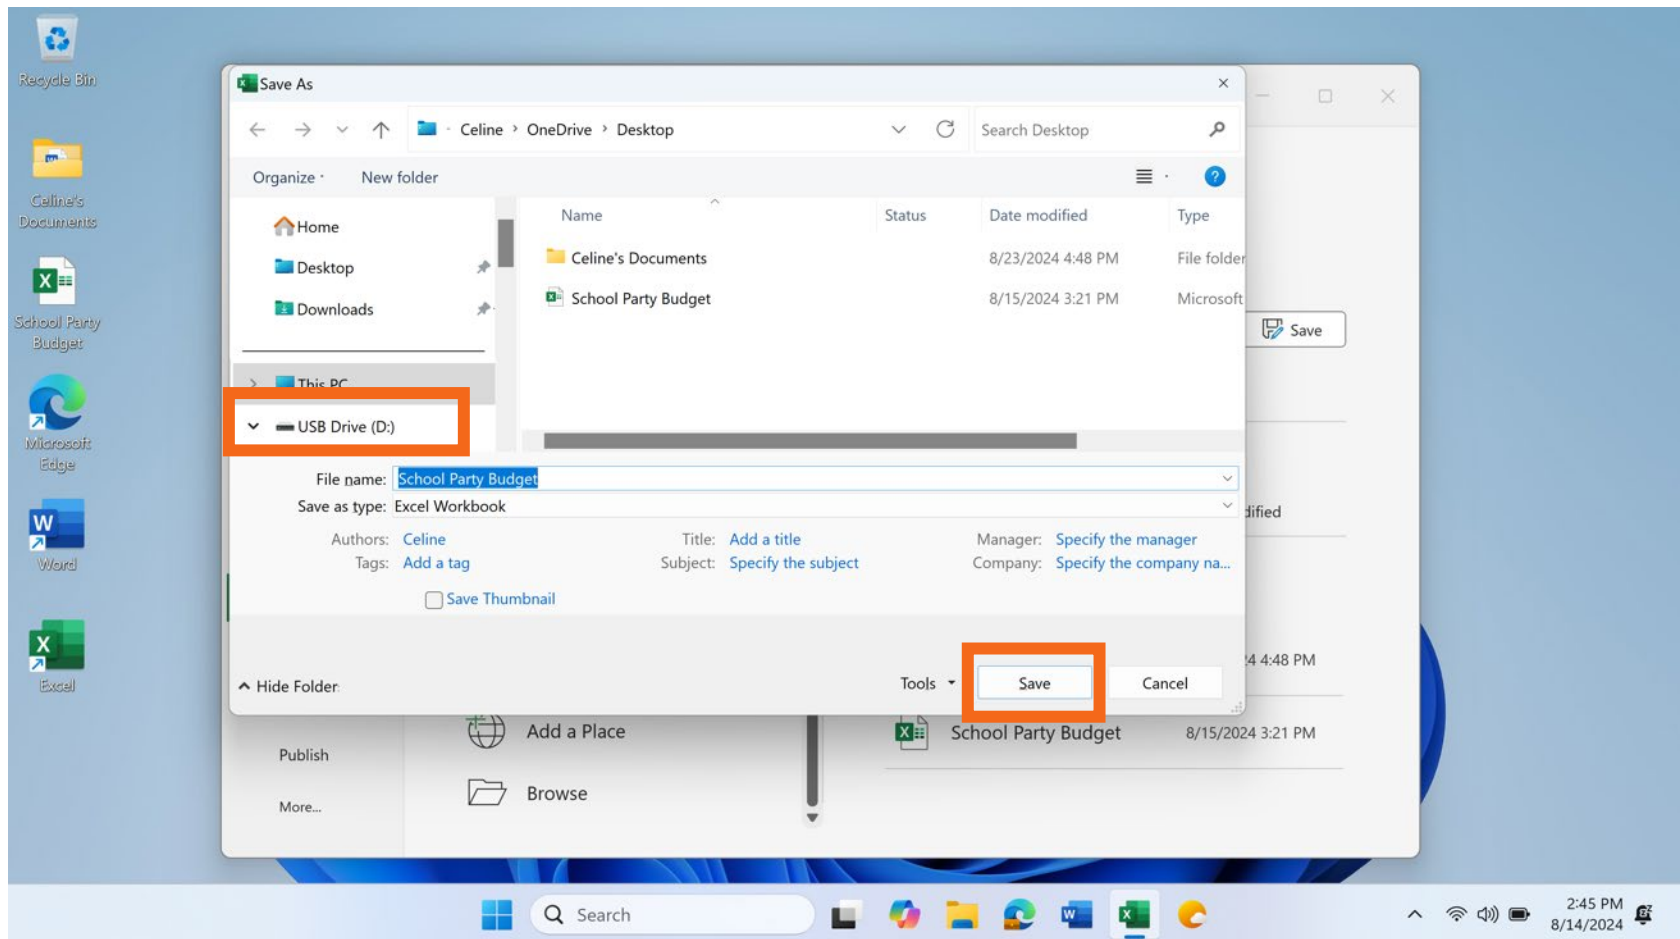 Recycle Bin
Celine's
Documents
School Party
Budget
Microsoft
Edge
Word
Excel
Save As
Celine > OneDrive > Desktop
Search Desktop
Organize
New folder
Home
Desktop
Downloads
This PC
USB Drive (D:)
Name
Status
Date modified
Type
Celine's Documents
8/23/2024 4:48 PM
File folder
School Party Budget
8/15/2024 3:21 PM
Microsoft
File name: School Party Budget
Save as type: Excel Workbook
Authors: Celine
Title: Add a title
Manager: Specify the manager
Tags: Add a tag
Subject: Specify the subject
Company: Specify the company na...
Save Thumbnail
Hide Folder
Tools
Save
Cancel
Save
dified
4 4:48 PM
Add a Place
School Party Budget
8/15/2024 3:21 PM
Publish
Browse
More...
Search
2:45 PM
8/14/2024